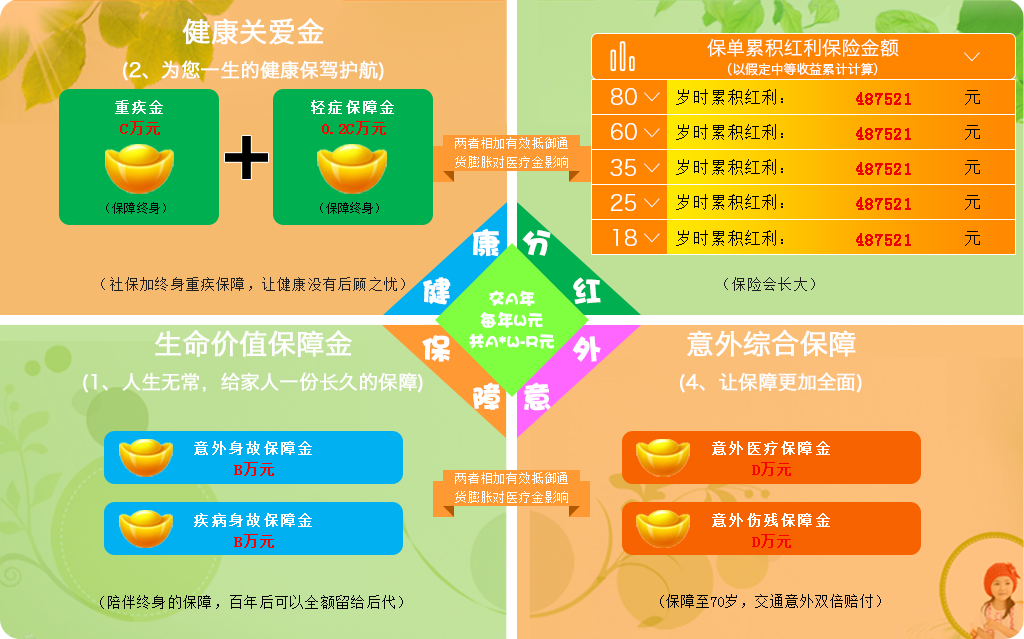 健康关爱金
(2、为您一生的健康保驾护航)
重疾金
C万元
(保障终身)
轻症保障金
0.2C万元
(保障终身)
(社保加终身重疾保障，让健康没有后顾之忧)
两者相加有效抵御通
货膨胀对医疗金影响
保单累积红利保险金额
(以假定中等收益累计计算)
80 岁时累积红利： 487521 元
60 岁时累积红利： 487521 元
35 岁时累积红利： 487521 元
25 岁时累积红利： 487521 元
18 岁时累积红利： 487521 元
(保险会长大)
健康
分红
交A年
每年W元
共A*W-R元
保障
意外
生命价值保障金
(1、人生无常，给家人一份长久的保障)
意外身故保障金
B万元
疾病身故保障金
B万元
(陪伴终身的保障，百年后可以全额留给后代)
两者相加有效抵御通
货膨胀对医疗金影响
意外综合保障
(4、让保障更加全面)
意外医疗保障金
D万元
意外伤残保障金
D万元
(保障至70岁，交通意外双倍赔付)